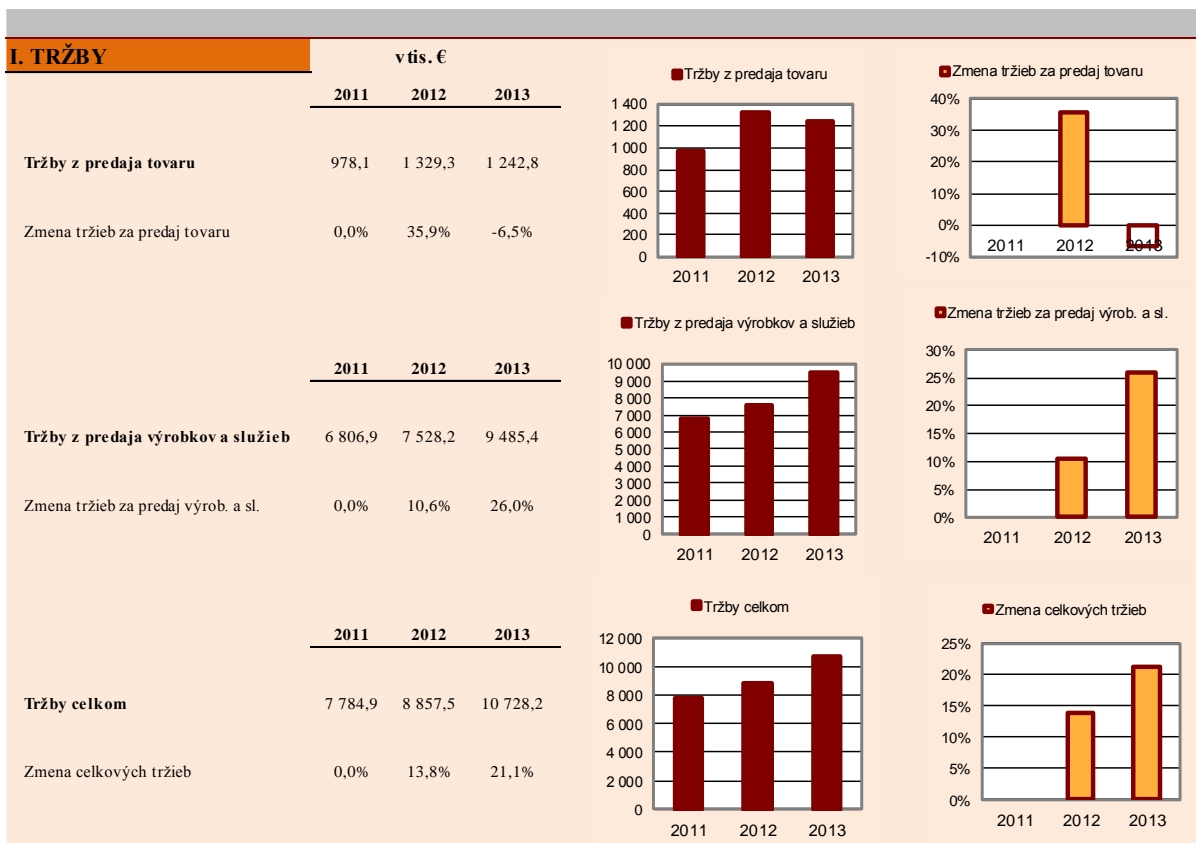 I. TRŽBY
v tis. €
2011 2012 2013
Tržby z predaja tovaru 978,1 1 329,3 1 242,8
Zmena tržieb za predaj tovaru 0,0% 35,9% -6,5%
Tržby z predaja tovaru
1 400
1 200
1 000
800
600
400
200
0
2011 2012 2013
Zmena tržieb za predaj tovaru
40%
30%
20%
10%
0%
-10%
2011 2012 2013
2011 2012 2013
Tržby z predaja výrobkov a služieb 6 806,9 7 528,2 9 485,4
Zmena tržieb za predaj výrob. a sl. 0,0% 10,6% 26,0%
Tržby z predaja výrobkov a služieb
10 000
9 000
8 000
7 000
6 000
5 000
4 000
3 000
2 000
1 000
0
2011 2012 2013
Zmena tržieb za predaj výrob. a sl.
30%
25%
20%
15%
10%
5%
0%
2011 2012 2013
2011 2012 2013
Tržby celkom 7 784,9 8 857,5 10 728,2
Zmena celkových tržieb 0,0% 13,8% 21,1%
Tržby celkom
12 000
10 000
8 000
6 000
4 000
2 000
0
2011 2012 2013
Zmena celkových tržieb
25%
20%
15%
10%
5%
0%
2011 2012 2013